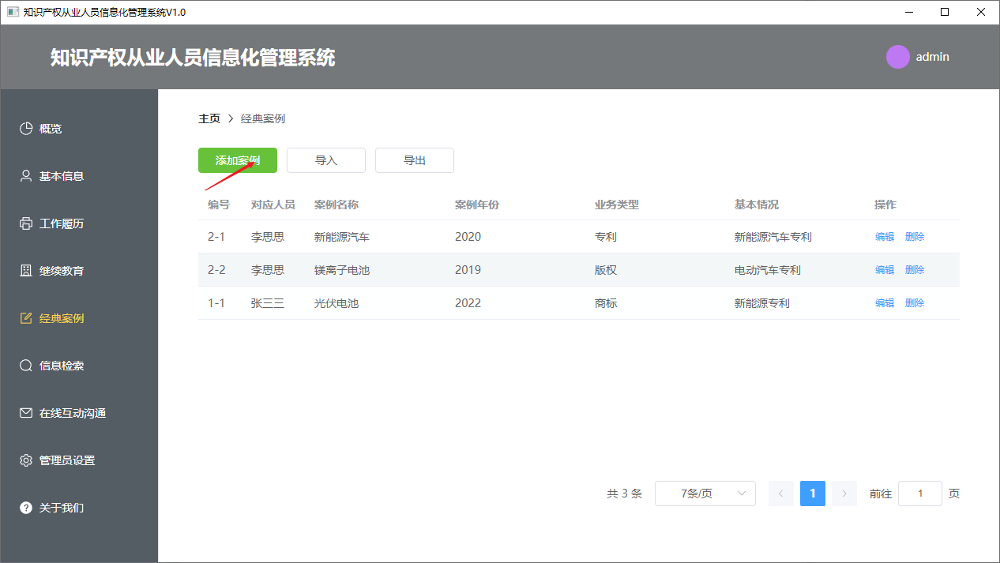 知识产权从业人员信息化管理系统V1.0
知识产权从业人员信息化管理系统
admin
概览
基本信息
工作履历
继续教育
经典案例
信息检索
在线互动沟通
管理员设置
关于我们
主页 > 经典案例
添加案例 导入 导出
编号 对应人员 案例名称 案例年份 业务类型 基本情况 操作
2-1 李思思 新能源汽车 2020 专利 新能源汽车专利 编辑 删除
2-2 李思思 镁离子电池 2019 版权 电动汽车专利 编辑 删除
1-1 张三三 光伏电池 2022 商标 新能源专利 编辑 删除
共 3 条 7条/页 < 1 > 前往 1 页